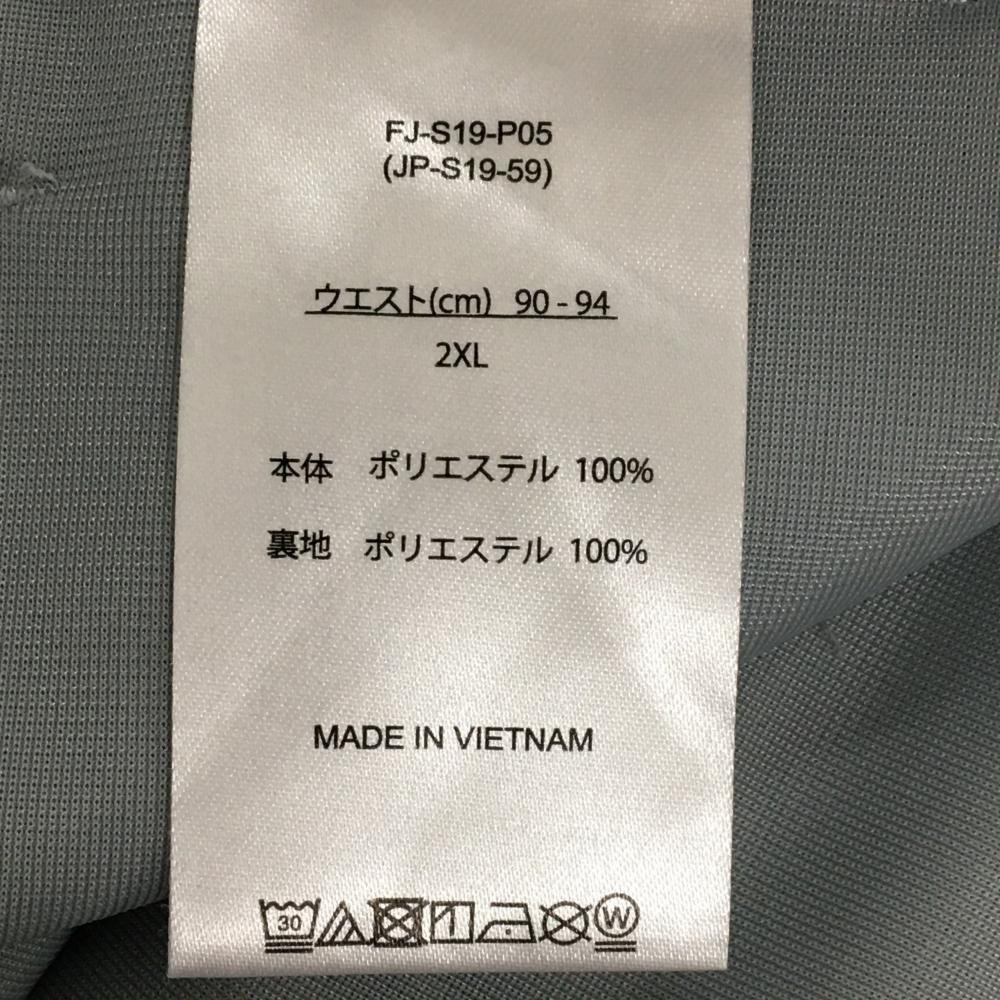 FJ-S19-P05
(JP-S19-59)
ウエスト(cm) 90 - 94
2XL
本体 ポリエステル 100%
裏地 ポリエステル 100%
MADE IN VIETNAM
30 W